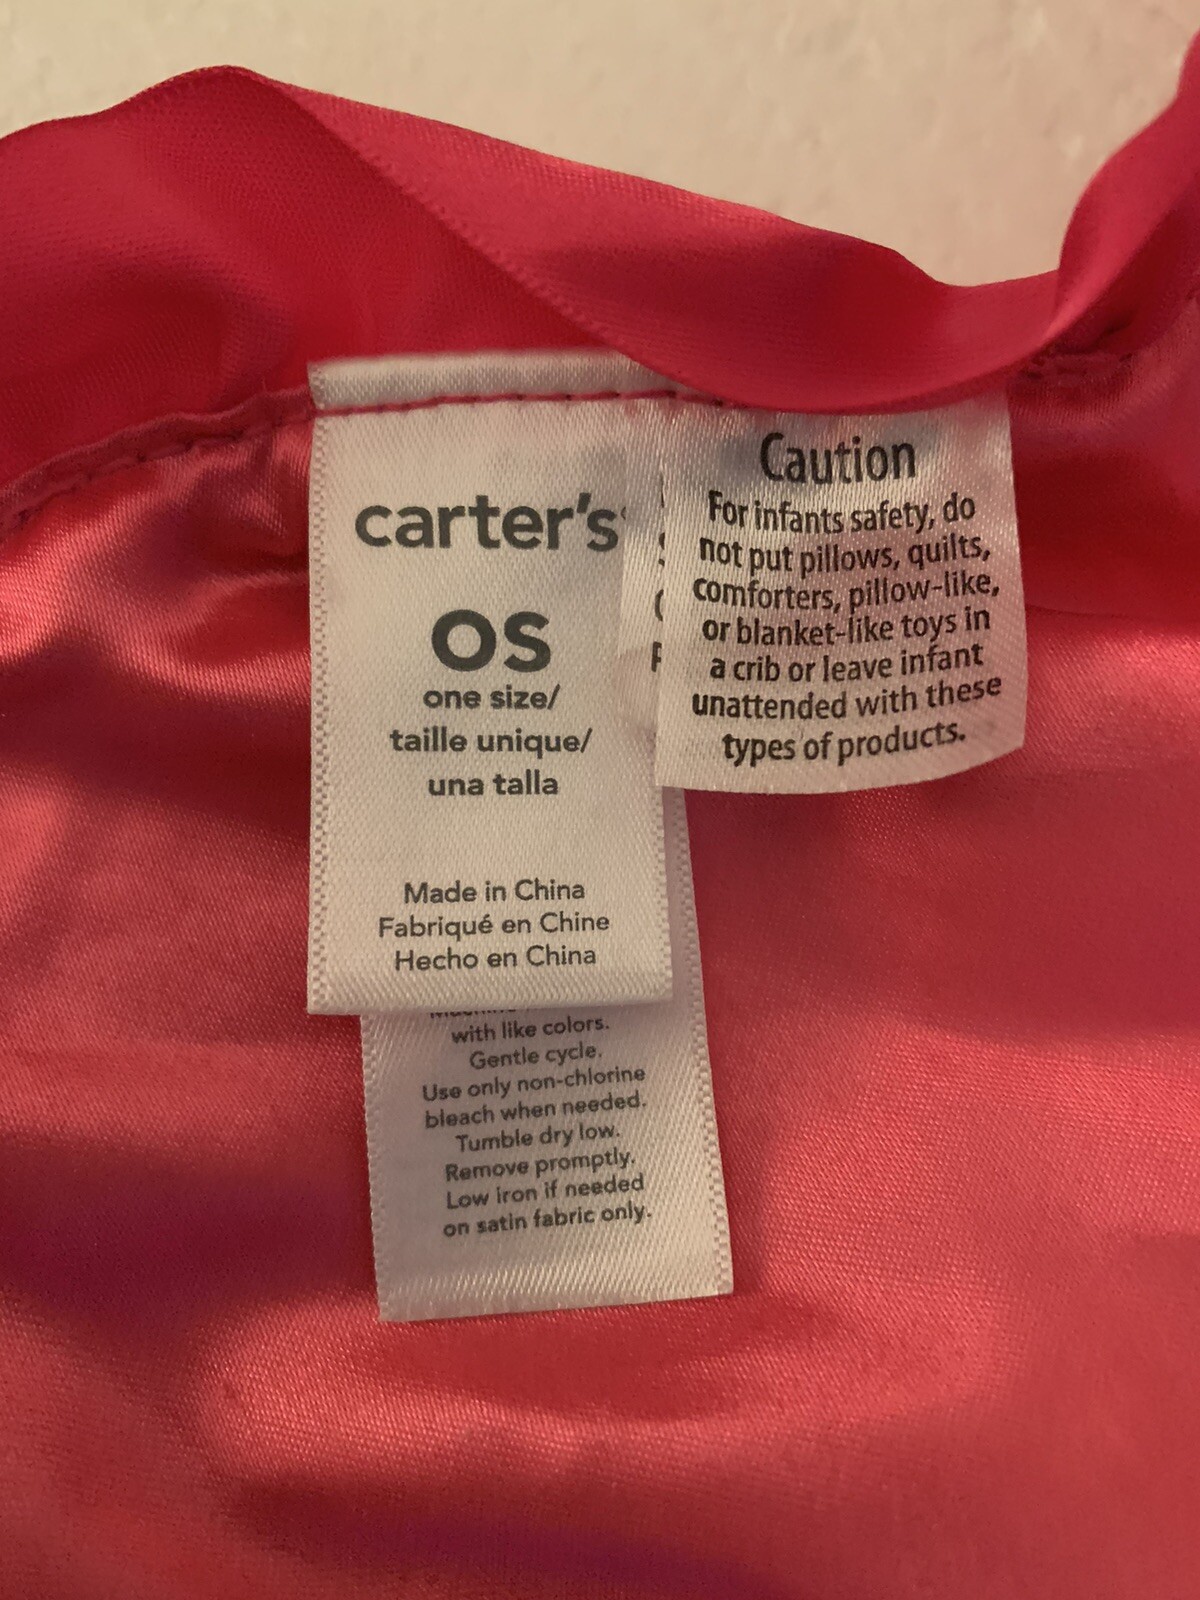 carter's
OS
one size/
taille unique/
una talla
Made in China
Fabriqué en Chine
Hecho en China
with like colors.
Gentle cycle.
Use only non-chlorine
bleach when needed.
Tumble dry low.
Remove promptly.
Low iron if needed
on satin fabric only.
Caution
For infants safety, do
not put pillows, quilts,
comforters, pillow-like,
or blanket-like toys in
a crib or leave infant
unattended with these
types of products.